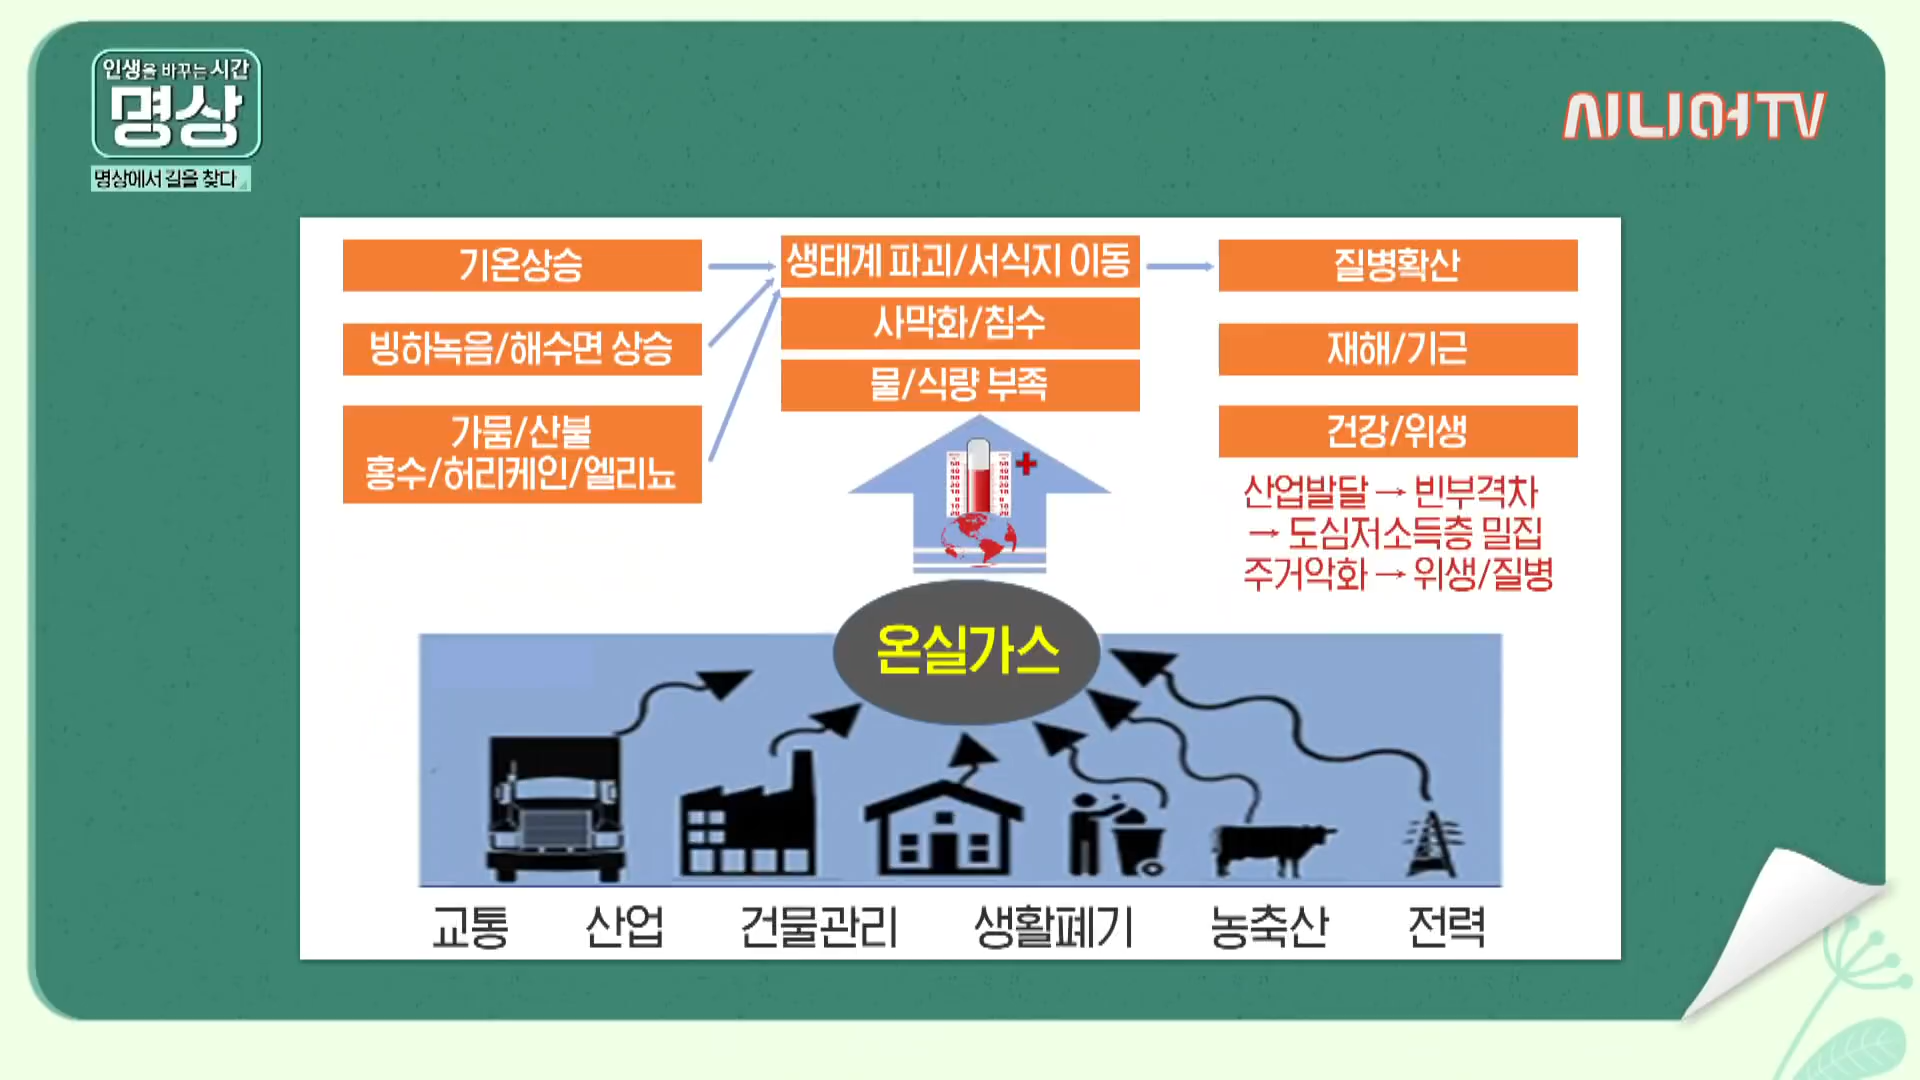 인생을 바꾸는 시간
명상
명상에서 길을 찾다
시니어TV
기온상승
빙하녹음/해수면 상승
가뭄/산불
홍수/허리케인/엘리뇨
생태계 파괴/서식지 이동
사막화/침수
물/식량 부족
질병확산
재해/기근
건강/위생
산업발달 → 빈부격차
→ 도심저소득층 밀집
주거악화 → 위생/질병
온실가스
교통
산업
건물관리
생활폐기
농축산
전력